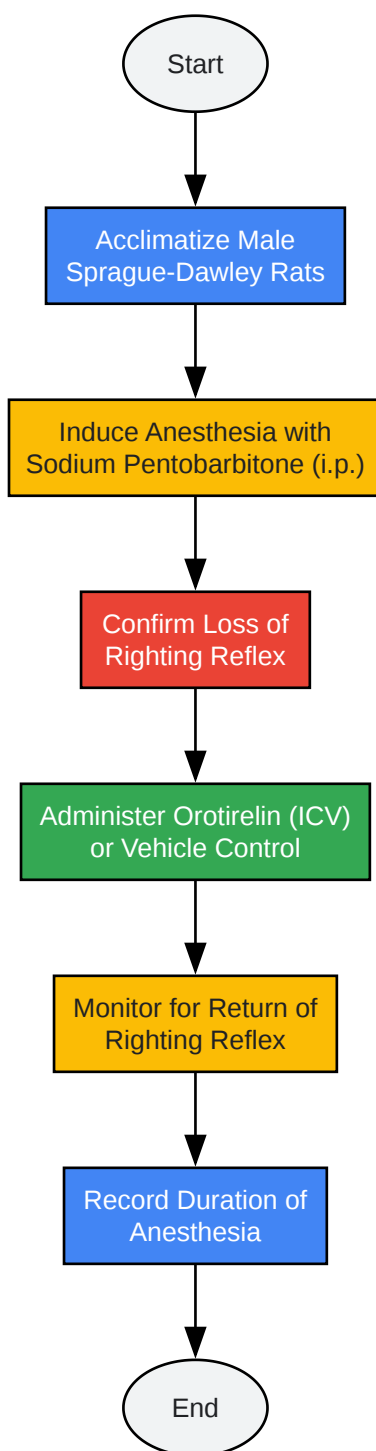 Start
Acclimatize Male
Sprague-Dawley Rats
Induce Anesthesia with
Sodium Pentobarbitone (i.p.)
Confirm Loss of
Righting Reflex
Administer Orotirelin (ICV)
or Vehicle Control
Monitor for Return of
Righting Reflex
Record Duration of
Anesthesia
End